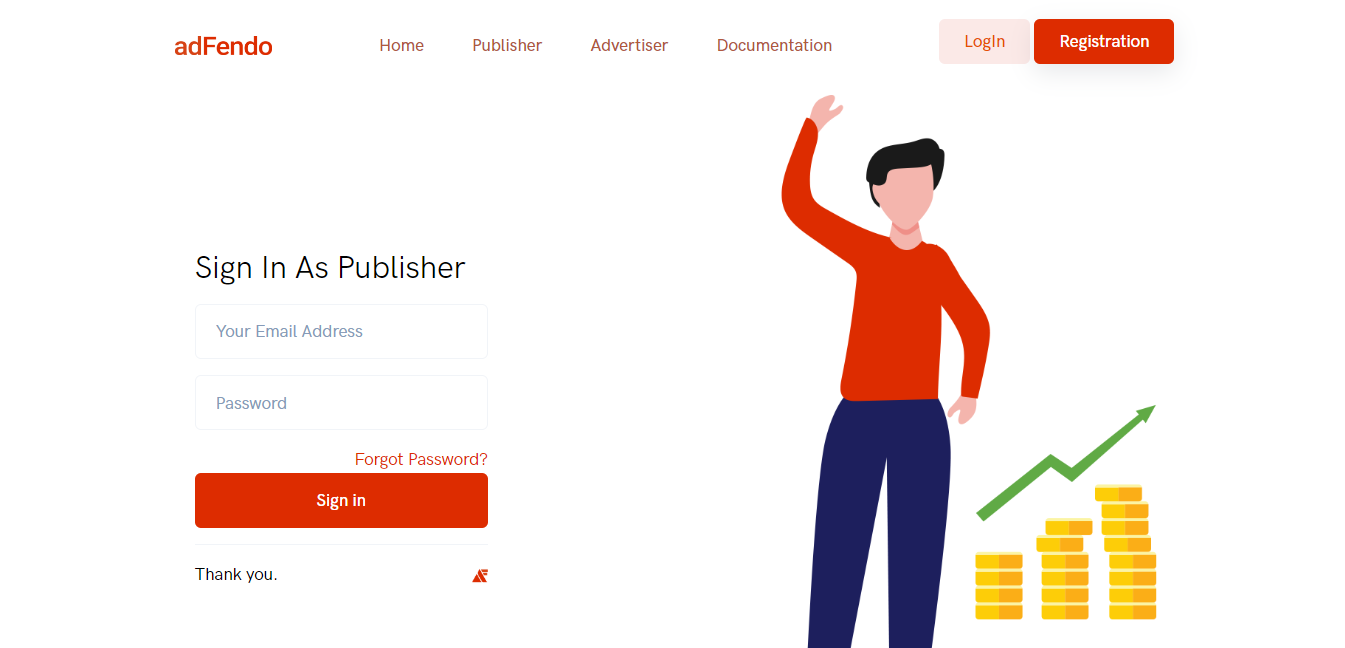 adFendo
Home
Publisher
Advertiser
Documentation
LogIn
Registration
Sign In As Publisher
Your Email Address
Password
Forgot Password?
Sign in
Thank you.